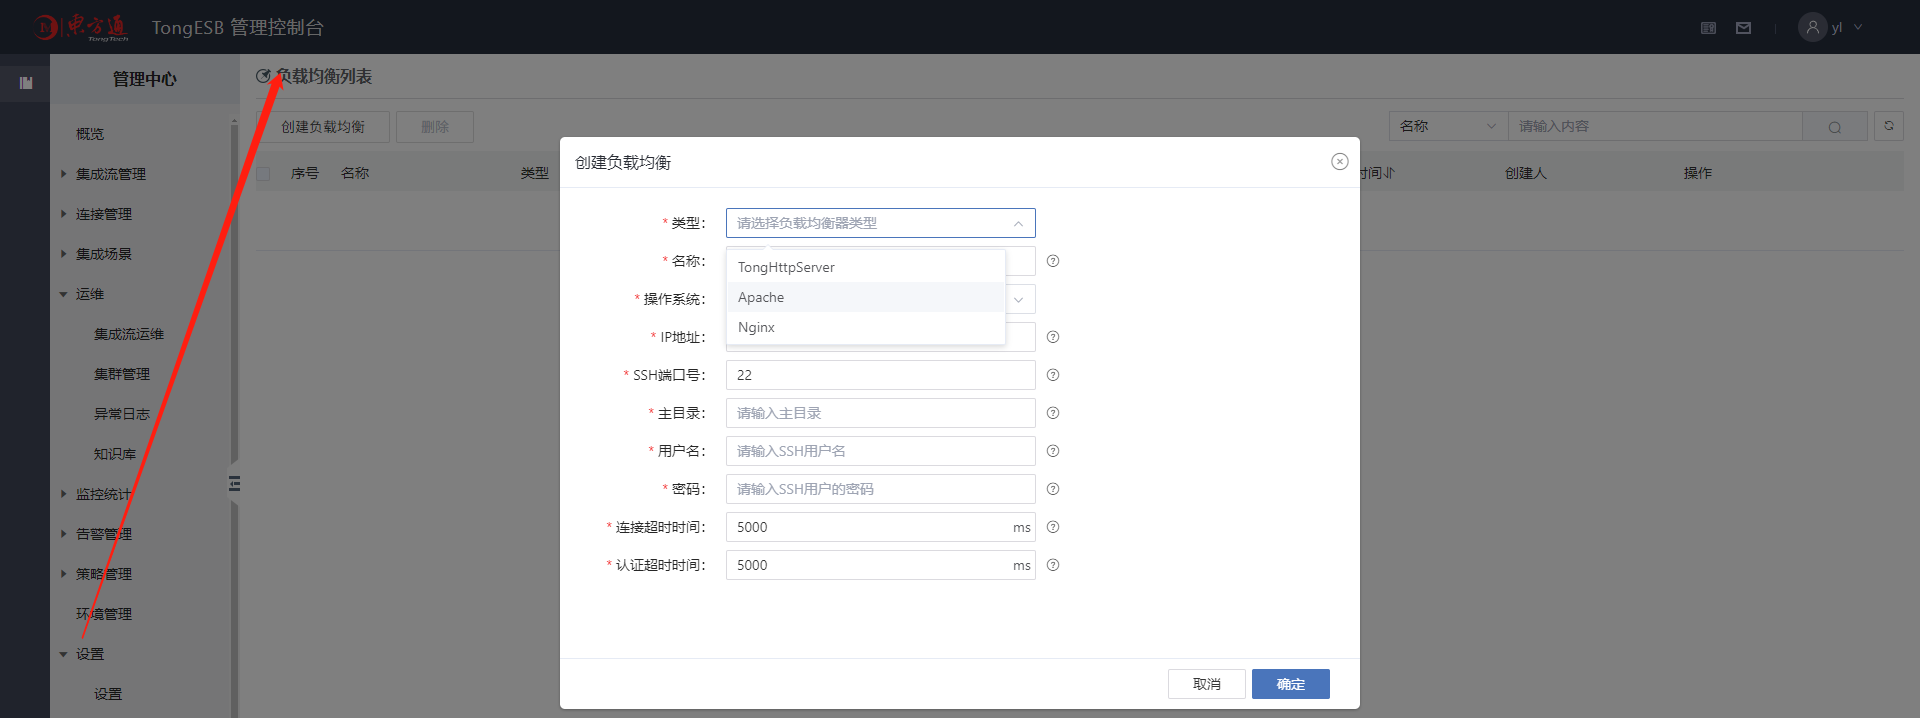 东方通 TongTech
TongESB 管理控制台
yl
管理中心
概览
集成流管理
连接管理
集成场景
运维
集成流运维
集群管理
异常日志
知识库
监控统计
告警管理
策略管理
环境管理
设置
设置
负载均衡列表
创建负载均衡 删除
名称 请输入内容
序号 名称 类型 时间 创建人 操作
创建负载均衡
* 类型: 请选择负载均衡器类型
TongHttpServer
Apache
Nginx
* 名称:
* 操作系统:
* IP地址:
* SSH端口号: 22
* 主目录: 请输入主目录
* 用户名: 请输入SSH用户名
* 密码: 请输入SSH用户的密码
* 连接超时时间: 5000 ms
* 认证超时时间: 5000 ms
取消 确定